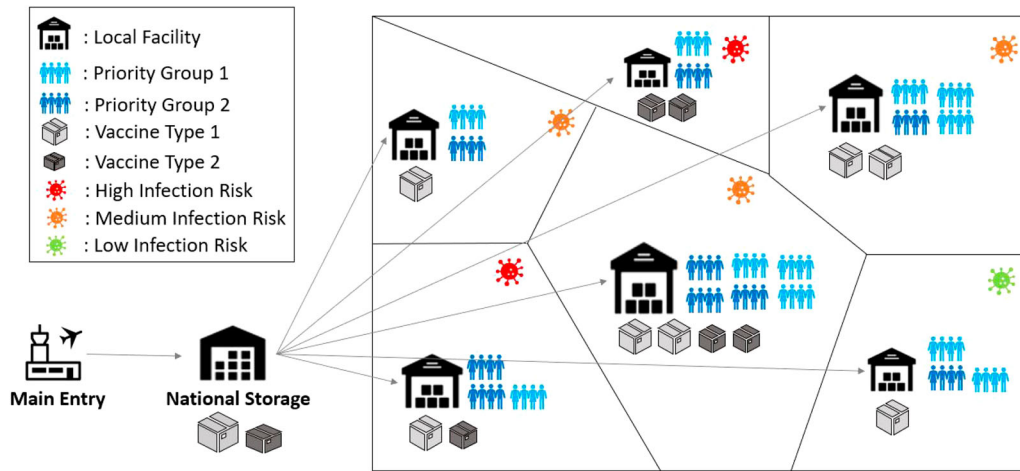 : Local Facility
: Priority Group 1
: Priority Group 2
: Vaccine Type 1
: Vaccine Type 2
: High Infection Risk
: Medium Infection Risk
: Low Infection Risk
Main Entry
National Storage